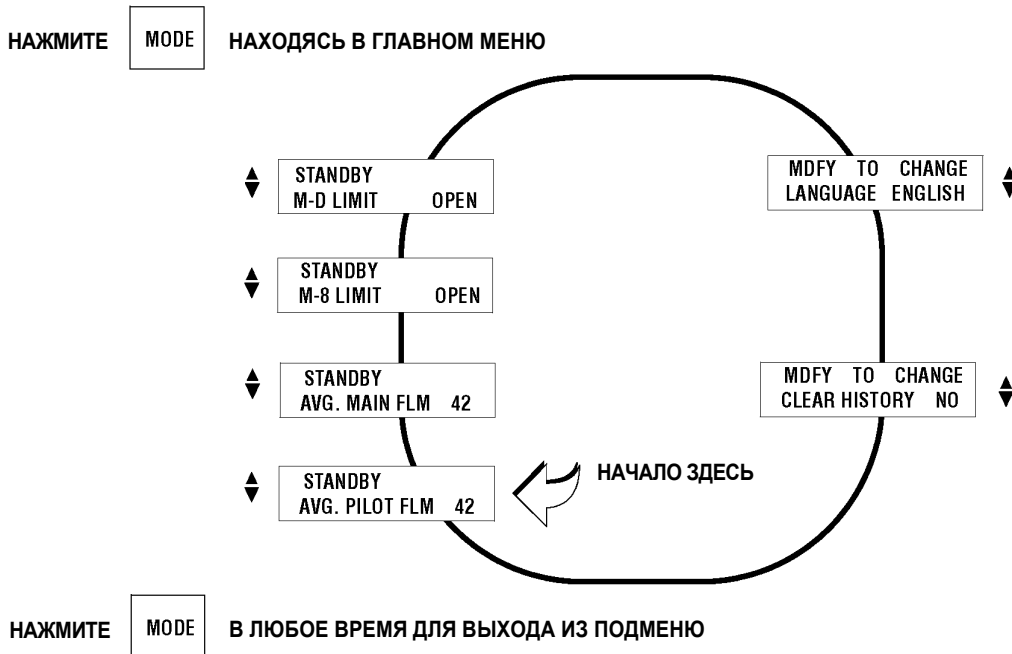 НАЖМИТЕ MODE НАХОДЯСЬ В ГЛАВНОМ МЕНЮ
STANDBY
M-D LIMIT OPEN
MDFY TO CHANGE
LANGUAGE ENGLISH
STANDBY
M-8 LIMIT OPEN
STANDBY
AVG. MAIN FLM 42
MDFY TO CHANGE
CLEAR HISTORY NO
STANDBY
AVG. PILOT FLM 42
НАЧАЛО ЗДЕСЬ
НАЖМИТЕ MODE В ЛЮБОЕ ВРЕМЯ ДЛЯ ВЫХОДА ИЗ ПОДМЕНЮ